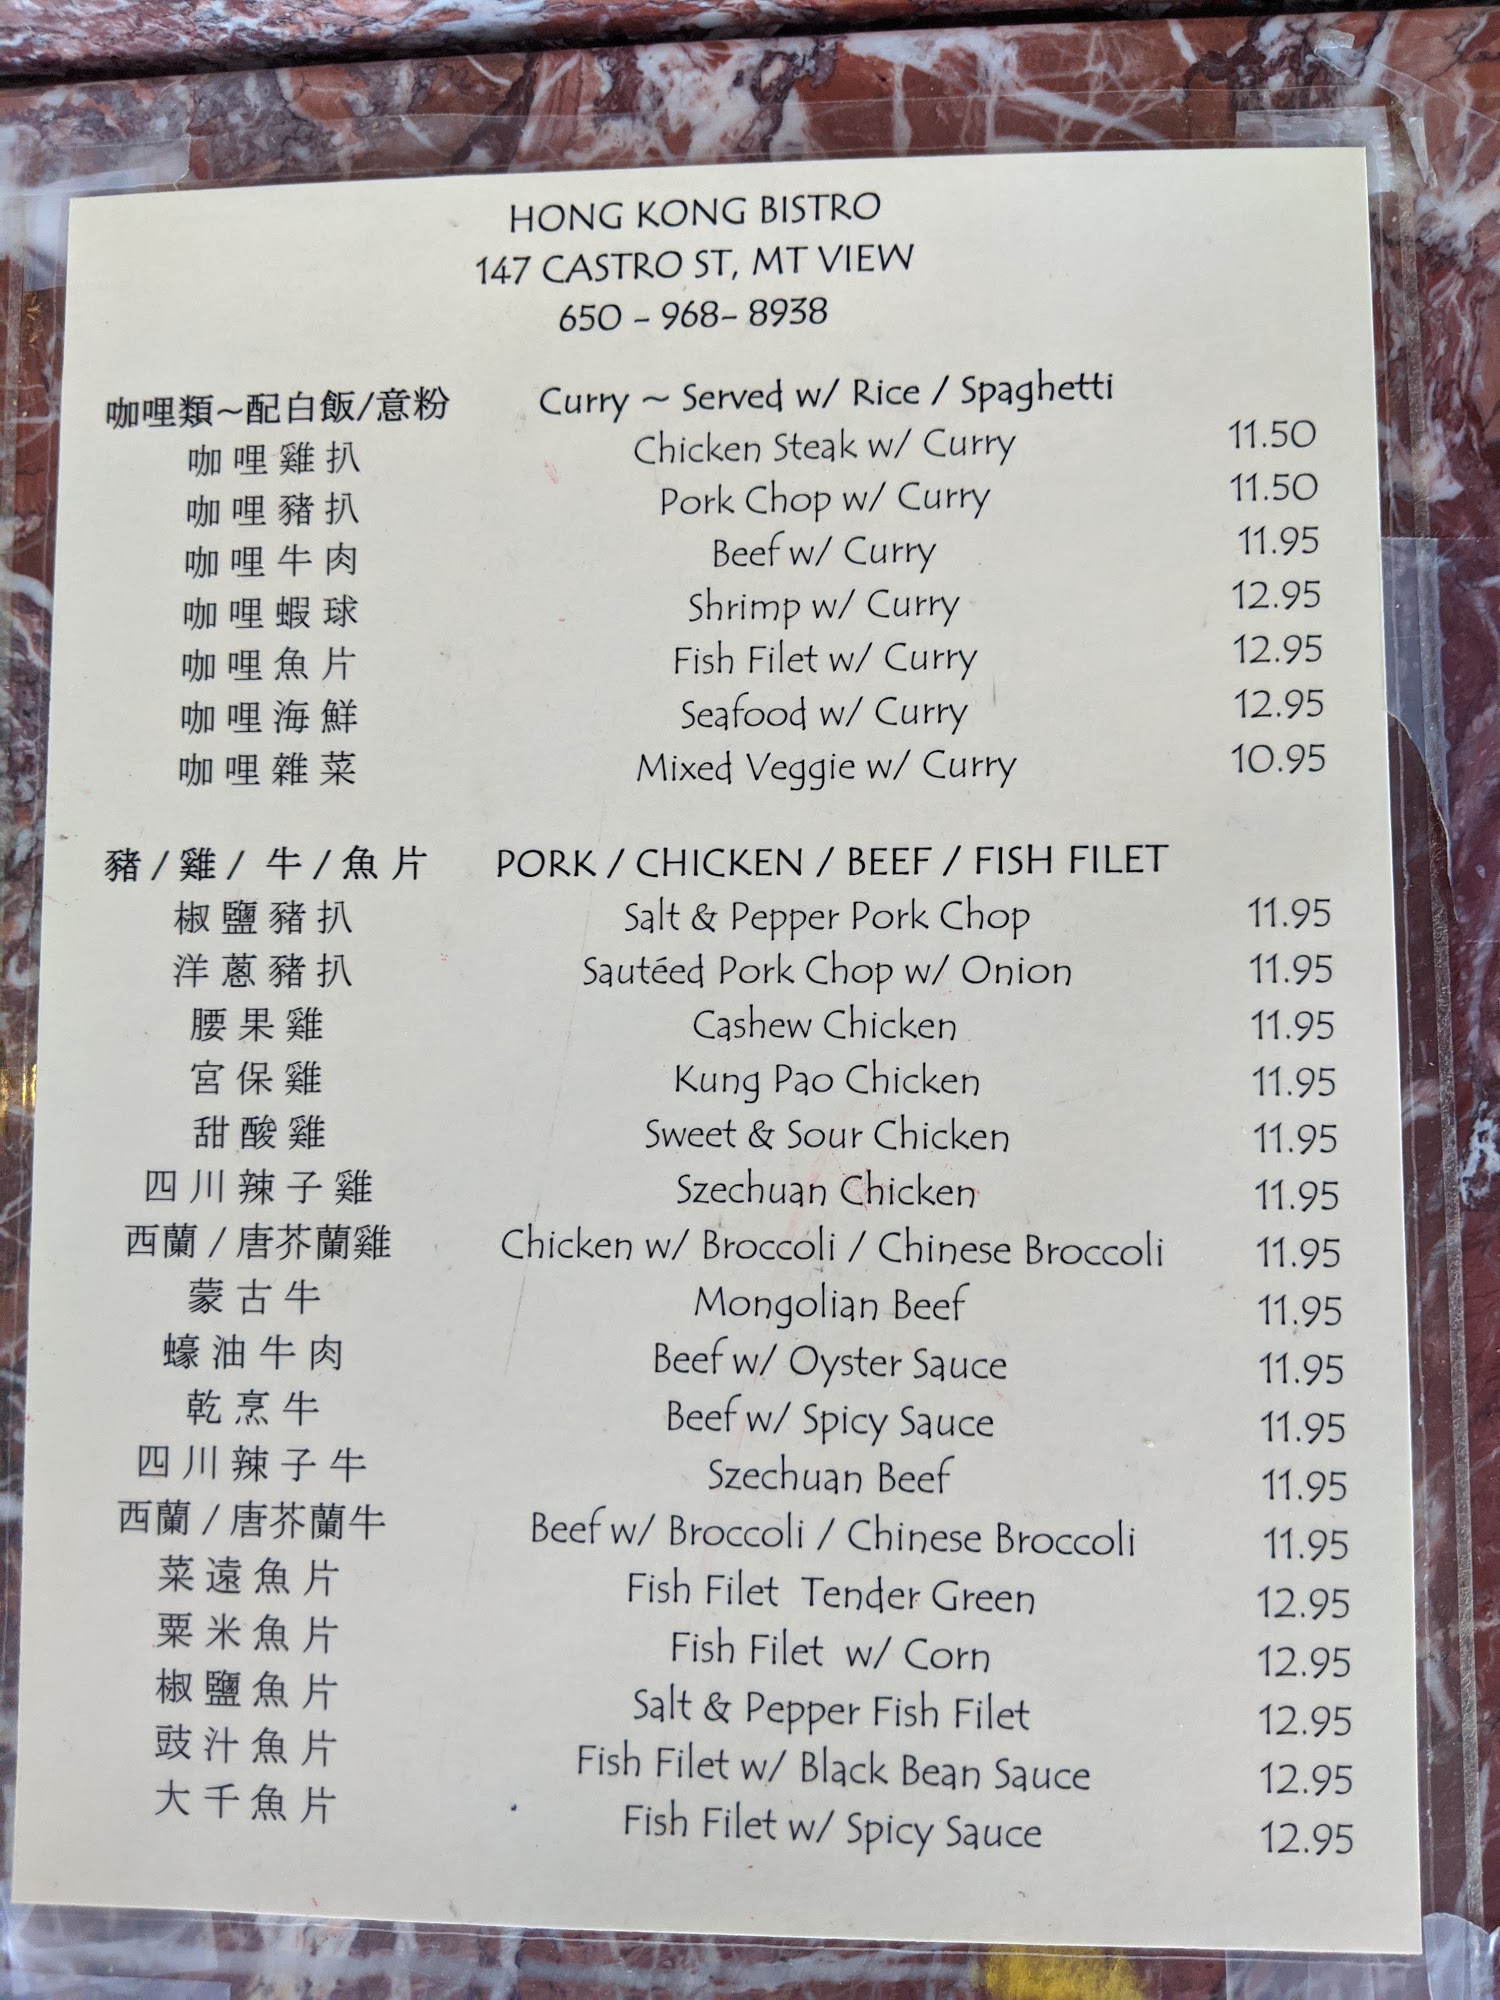 HONG KONG BISTRO
147 CASTRO ST, MT VIEW
650 - 968- 8938
咖哩類~配白飯/意粉 Curry ~ Served w/ Rice / Spaghetti
咖哩雞扒 Chicken Steak w/ Curry 11.50
咖哩豬扒 Pork Chop w/ Curry 11.50
咖哩牛肉 Beef w/ Curry 11.95
咖哩蝦球 Shrimp w/ Curry 12.95
咖哩魚片 Fish Filet w/ Curry 12.95
咖哩海鮮 Seafood w/ Curry 12.95
咖哩雜菜 Mixed Veggie w/ Curry 10.95
豬/雞/牛/魚片 PORK / CHICKEN / BEEF / FISH FILET
椒鹽豬扒 Salt & Pepper Pork Chop 11.95
洋蔥豬扒 Sautéed Pork Chop w/ Onion 11.95
腰果雞 Cashew Chicken 11.95
宮保雞 Kung Pao Chicken 11.95
甜酸雞 Sweet & Sour Chicken 11.95
四川辣子雞 Szechuan Chicken 11.95
西蘭/唐芥蘭雞 Chicken w/ Broccoli / Chinese Broccoli 11.95
蒙古牛 Mongolian Beef 11.95
蠔油牛肉 Beef w/ Oyster Sauce 11.95
乾烹牛 Beef w/ Spicy Sauce 11.95
四川辣子牛 Szechuan Beef 11.95
西蘭/唐芥蘭牛 Beef w/ Broccoli / Chinese Broccoli 11.95
菜遠魚片 Fish Filet Tender Green 12.95
粟米魚片 Fish Filet w/ Corn 12.95
椒鹽魚片 Salt & Pepper Fish Filet 12.95
豉汁魚片 Fish Filet w/ Black Bean Sauce 12.95
大千魚片 Fish Filet w/ Spicy Sauce 12.95